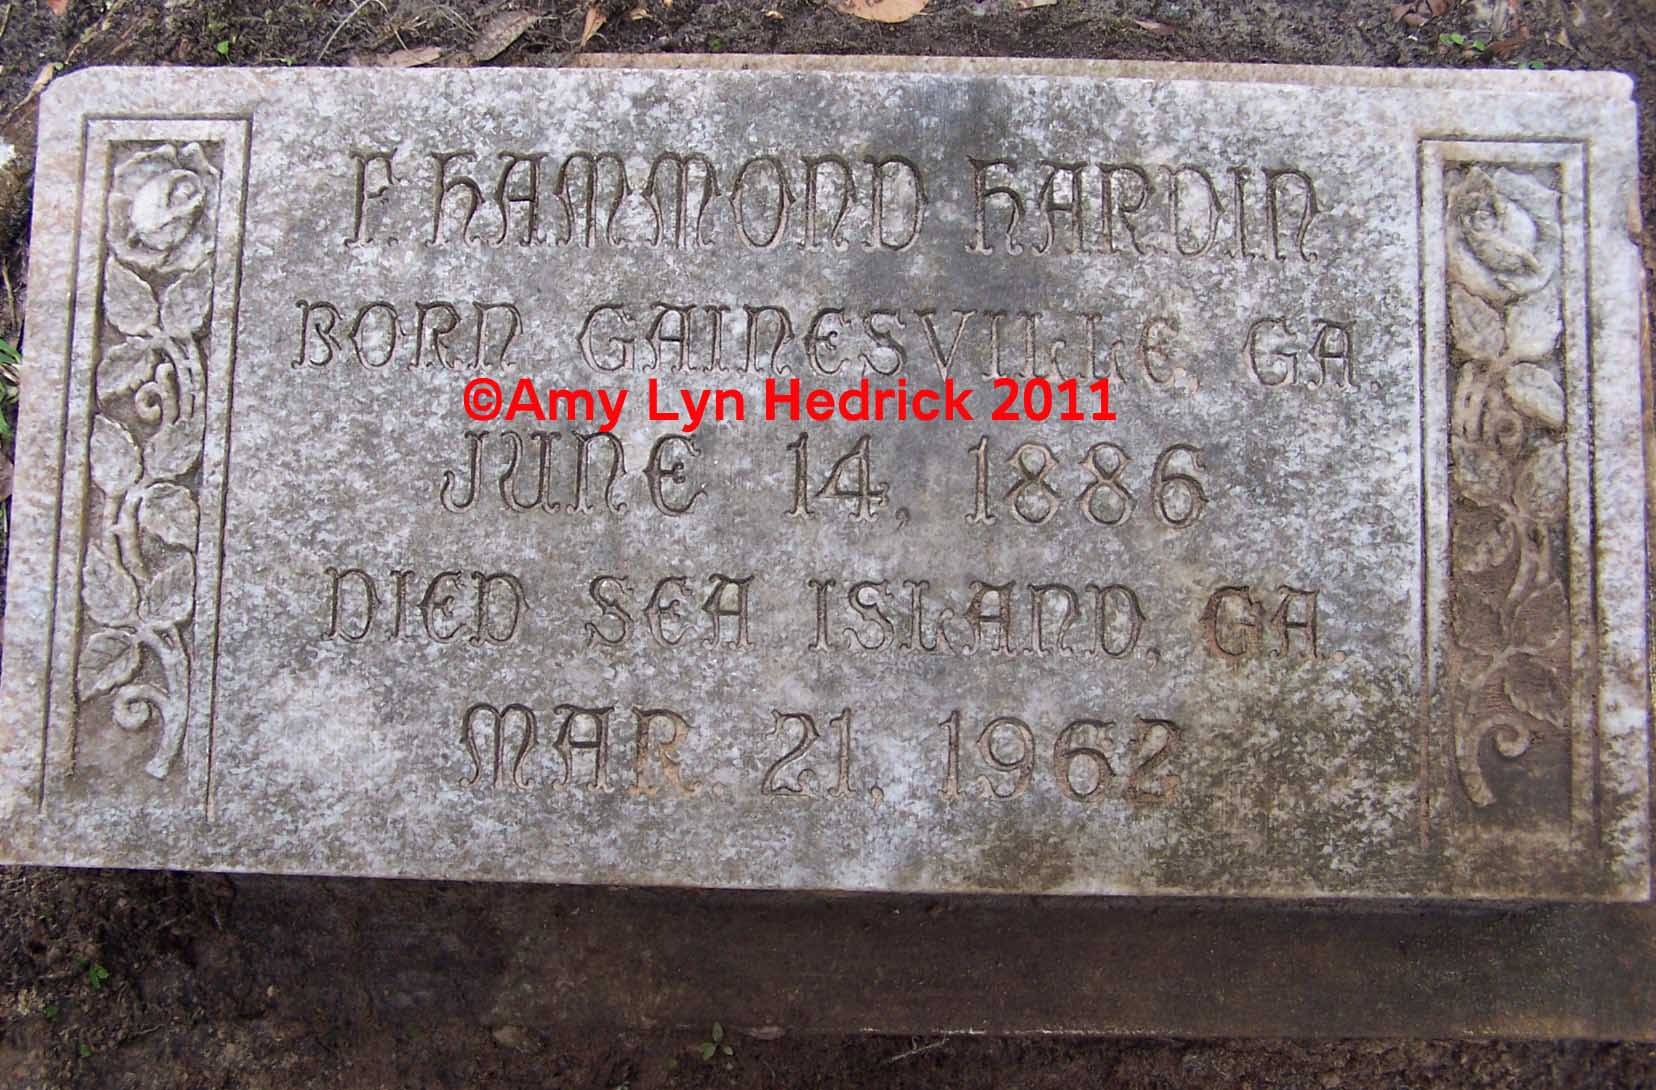 F. HAMMOND HARDIN
BORN GAINESVILLE, GA.
©Amy Lyn Hedrick 2011
JUNE 14, 1886
DIED SEA ISLAND, GA.
MAR. 21, 1962